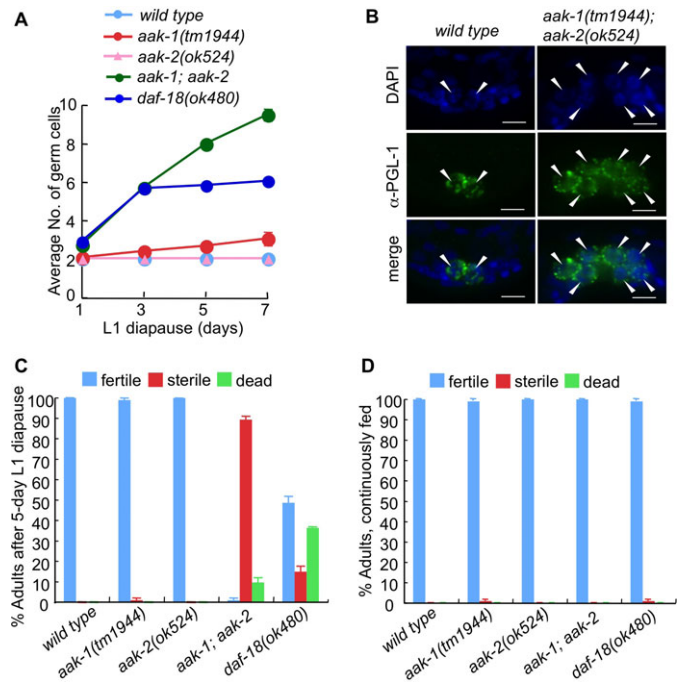 A
wild type
aak-1(tm1944)
aak-2(ok524)
aak-1; aak-2
daf-18(ok480)
Average No. of germ cells
10
8
6
4
2
0
1
3
5
7
L1 diapause (days)
B
wild type
aak-1(tm1944);
aak-2(ok524)
DAPI
α-PGL-1
merge
C
fertile
sterile
dead
% Adults after 5-day L1 diapause
100
90
80
70
60
50
40
30
20
10
0
wild type
aak-1(tm1944)
aak-2(ok524)
aak-1; aak-2
daf-18(ok480)
D
fertile
sterile
dead
% Adults, continuously fed
100
90
80
70
60
50
40
30
20
10
0
wild type
aak-1(tm1944)
aak-2(ok524)
aak-1; aak-2
daf-18(ok480)